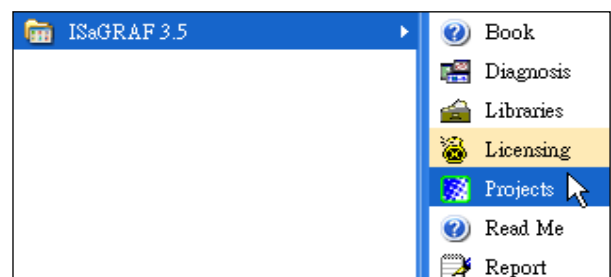 ISaGRAF 3.5
Book
Diagnosis
Libraries
Licensing
Projects
Read Me
Report